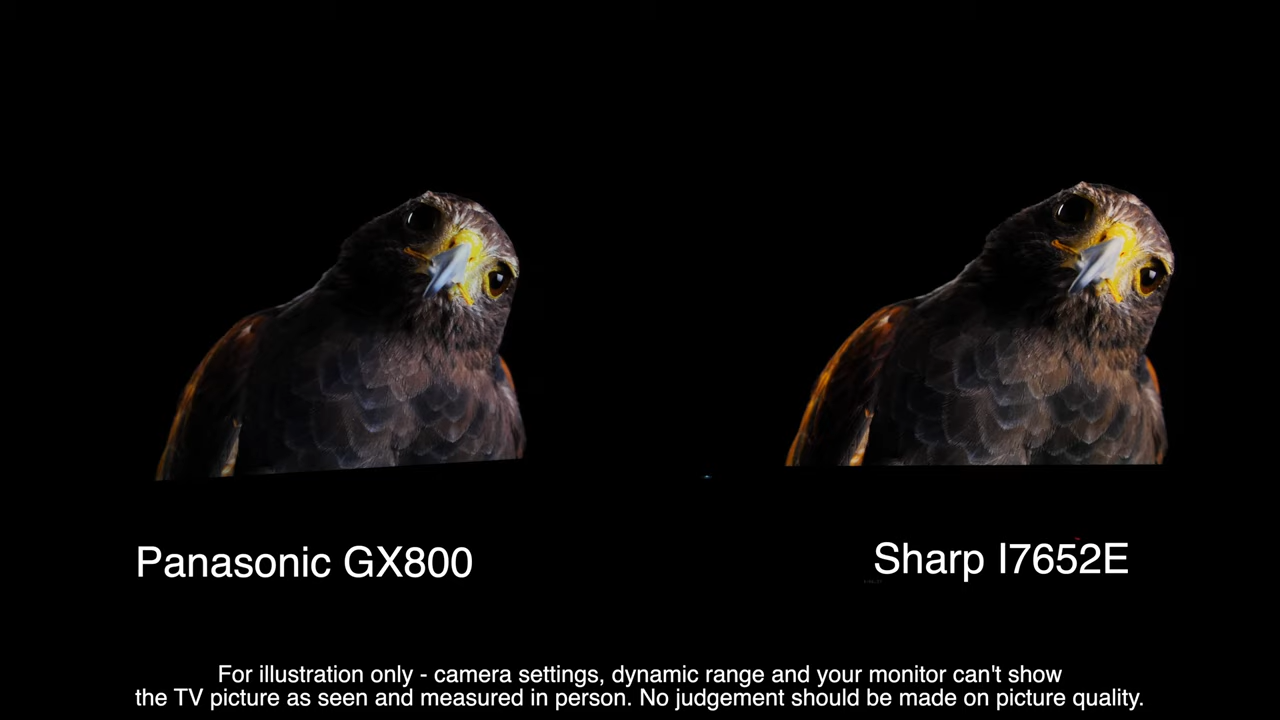 Panasonic GX800
Sharp I7652E
For illustration only - camera settings, dynamic range and your monitor can't show
the TV picture as seen and measured in person. No judgement should be made on picture quality.